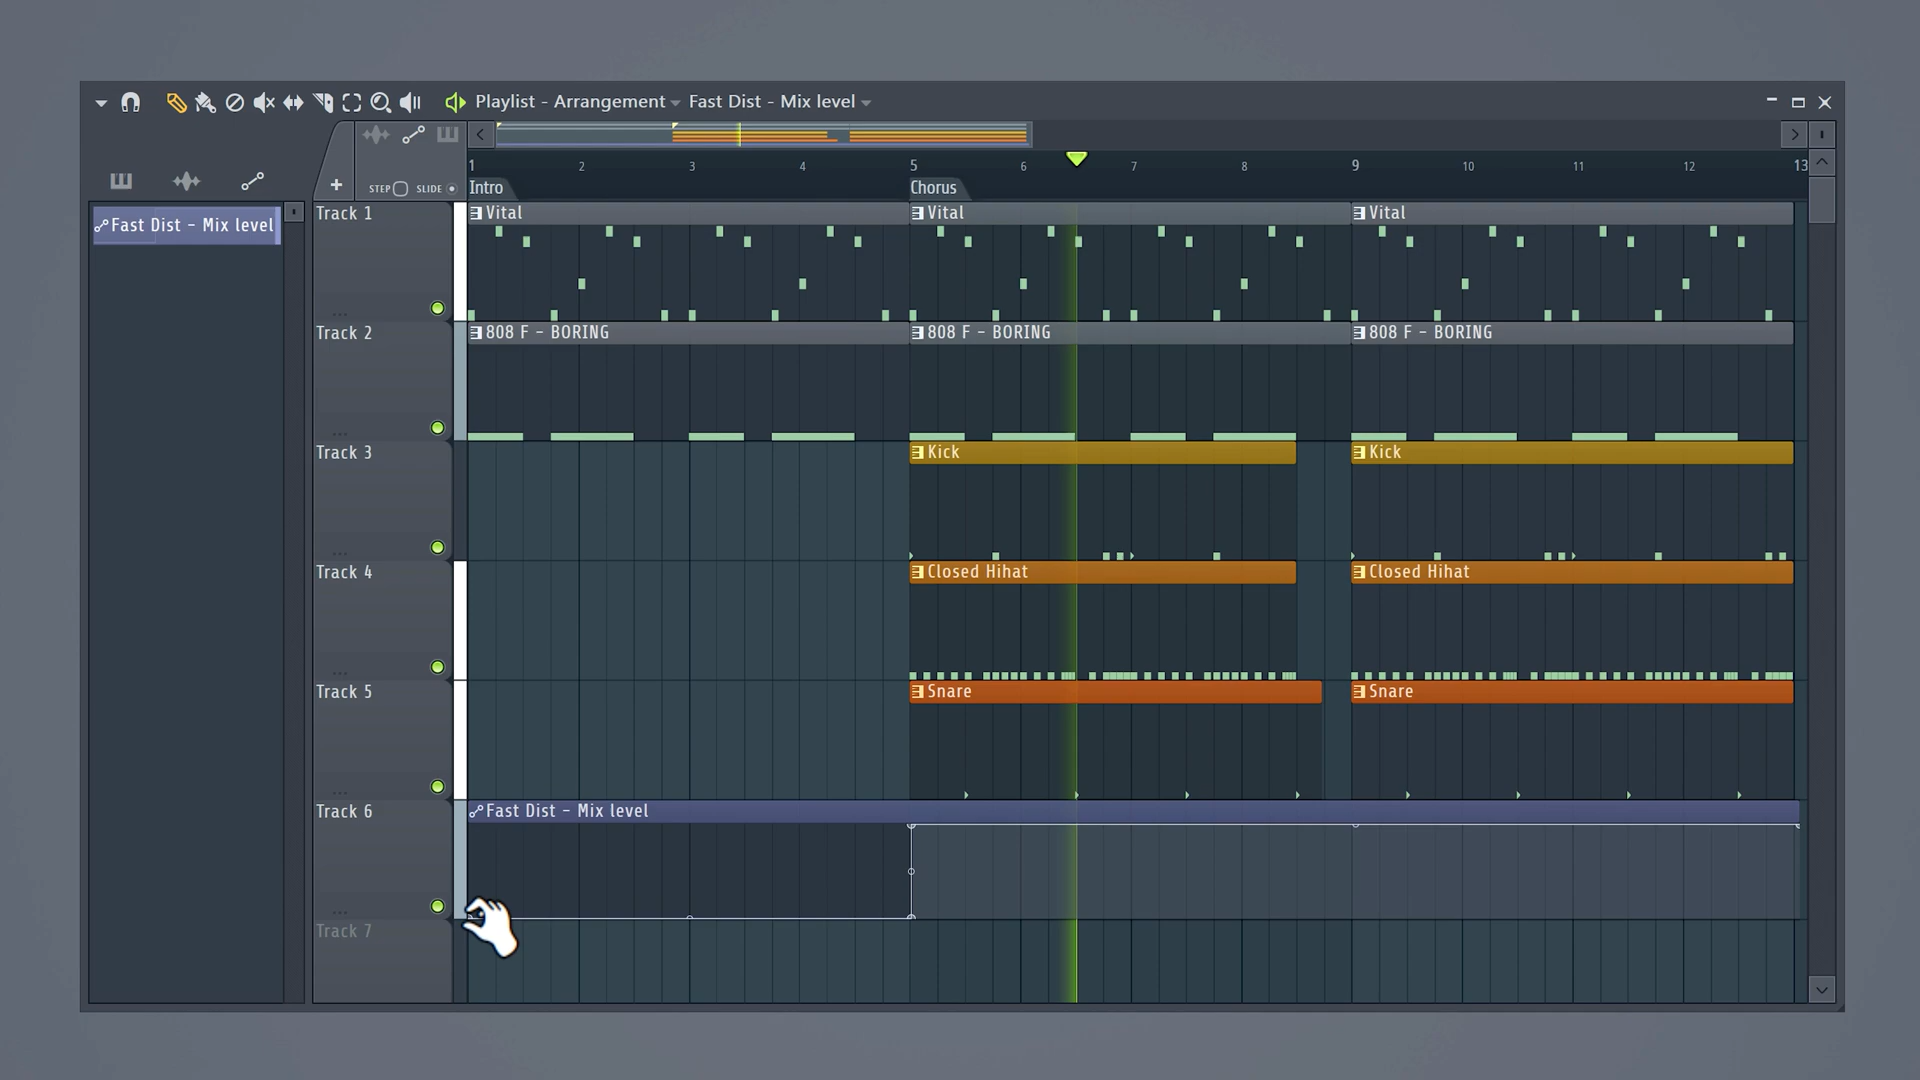 Playlist - Arrangement Fast Dist - Mix level
STEP SLIDE
1 2 3 4 5 6 7 8 9 10 11 12 13
Intro Chorus
Fast Dist - Mix level
Track 1 Vital Vital Vital
Track 2 808 F - BORING 808 F - BORING 808 F - BORING
Track 3 Kick Kick
Track 4 Closed Hihat Closed Hihat
Track 5 Snare Snare
Track 6 Fast Dist - Mix level
Track 7